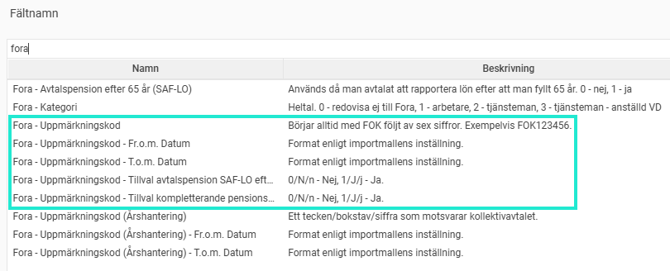 Fältnamn
fora
Namn Beskrivning
Fora - Avtalspension efter 65 år (SAF-LO) Används då man avtalat att rapportera lön efter att man fyllt 65 år. 0 - nej, 1 - ja
Fora - Kategori Heltal. 0 - redovisa ej till Fora, 1 - arbetare, 2 - tjänsteman, 3 - tjänsteman - anställd VD
Fora - Uppmärkningskod Börjar alltid med FOK följt av sex siffror. Exempelvis FOK123456.
Fora - Uppmärkningskod - Fr.o.m. Datum Format enligt importmallens inställning.
Fora - Uppmärkningskod - T.o.m. Datum Format enligt importmallens inställning.
Fora - Uppmärkningskod - Tillval avtalspension SAF-LO eft... 0/N/n - Nej, 1/J/j - Ja.
Fora - Uppmärkningskod - Tillval kompletterande pensions... 0/N/n - Nej, 1/J/j - Ja.
Fora - Uppmärkningskod (Årshantering) Ett tecken/bokstav/siffra som motsvarar kollektivavtalet.
Fora - Uppmärkningskod (Årshantering) - Fr.o.m. Datum Format enligt importmallens inställning.
Fora - Uppmärkningskod (Årshantering) - T.o.m. Datum Format enligt importmallens inställning.